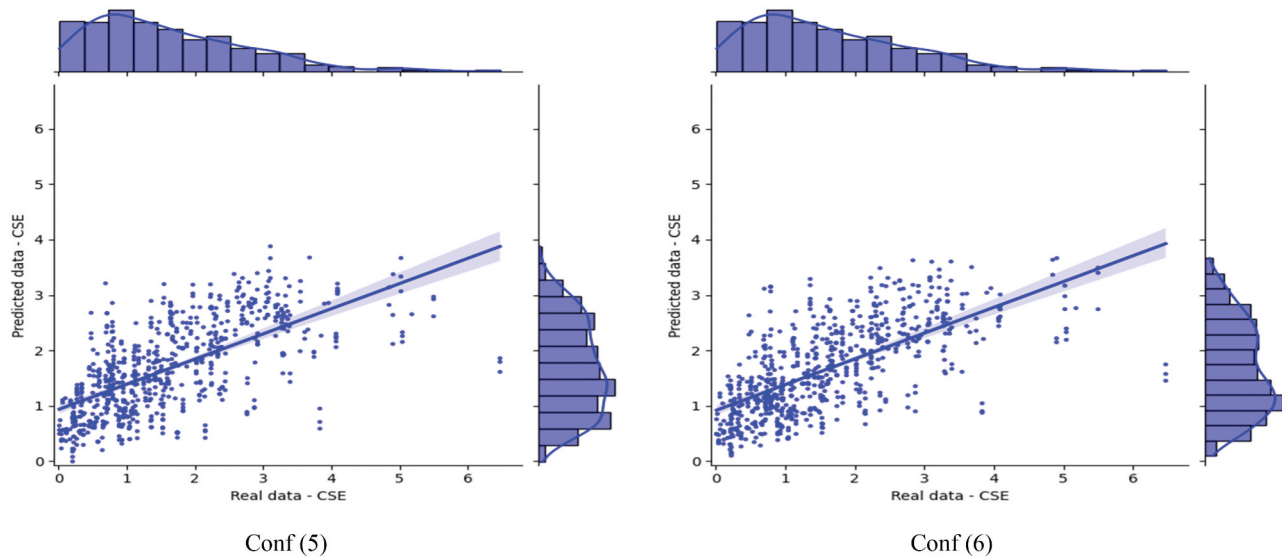 6
5
4
3
2
1
0
Predicted data - CSE
0 1 2 3 4 5 6
Real data - CSE
Conf (5)
6
5
4
3
2
1
0
Predicted data - CSE
0 1 2 3 4 5 6
Real data - CSE
Conf (6)